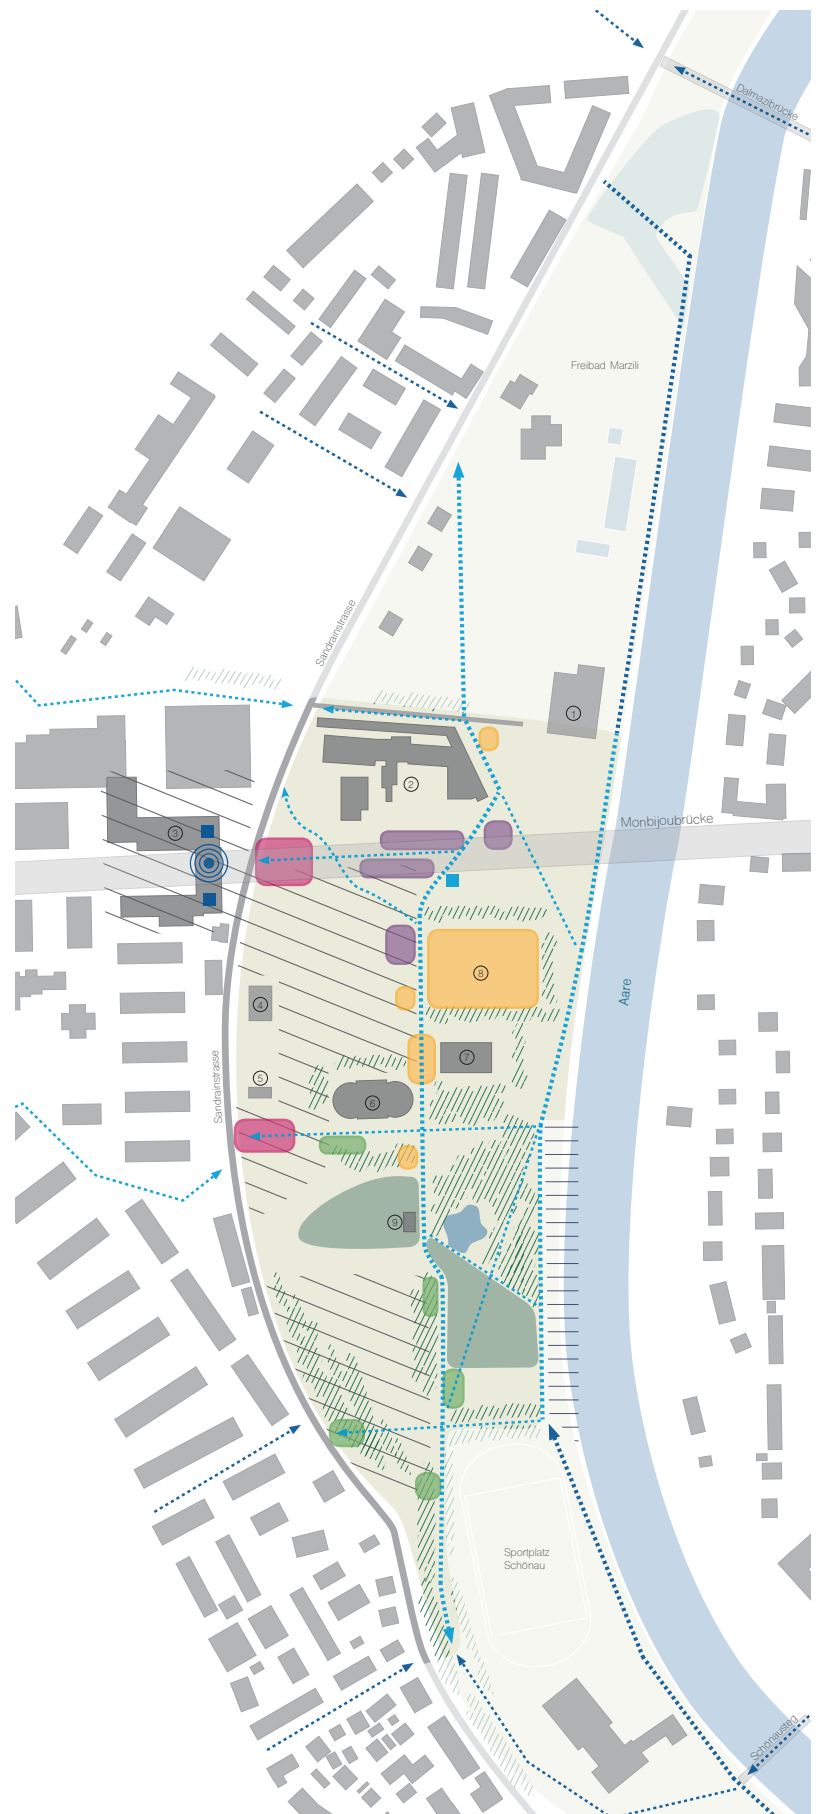 Dalmazibrücke
Freibad Marzili
Sandrainstrasse
1
2
Monbijoubrücke
3
8
Aare
4
7
5
Sandrainstrasse
6
9
Sportplatz
Schönau
Schönausteg